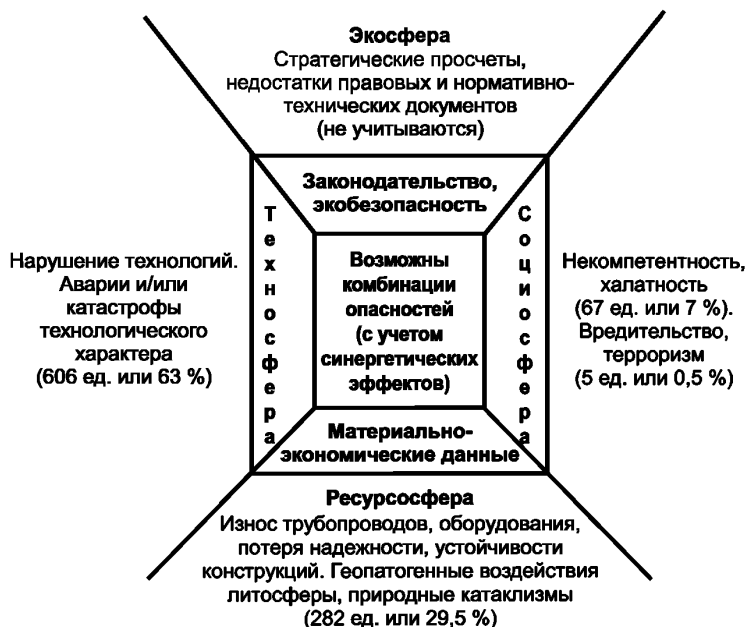 Экосфера
Стратегические просчеты,
недостатки правовых и нормативно-
технических документов
(не учитываются)
Законодательство,
экобезопасность
Техносфера
Социосфера
Нарушение технологий.
Аварии и/или
катастрофы
технологического
характера
(606 ед. или 63 %)
Возможны
комбинации
опасностей
(с учетом
синергетических
эффектов)
Некомпетентность,
халатность
(67 ед. или 7 %).
Вредительство,
терроризм
(5 ед. или 0,5 %)
Материально-
экономические данные
Ресурсосфера
Износ трубопроводов, оборудования,
потеря надежности, устойчивости
конструкций. Геопатогенные воздействия
литосферы, природные катаклизмы
(282 ед. или 29,5 %)